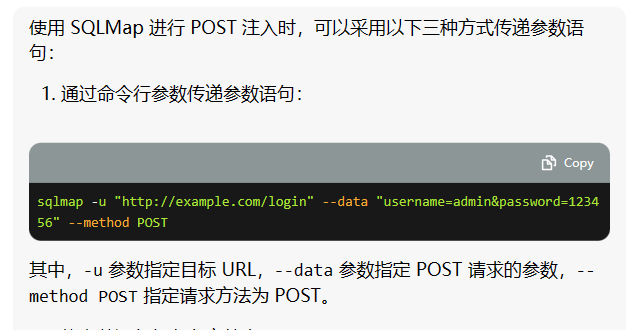 使用 SQLMap 进行 POST 注入时，可以采用以下三种方式传递参数语
句：
1. 通过命令行参数传递参数语句：
Copy
sqlmap -u "http://example.com/login" --data "username=admin&password=1234
56" --method POST
其中，-u 参数指定目标 URL，--data 参数指定 POST 请求的参数，--
method POST 指定请求方法为 POST。